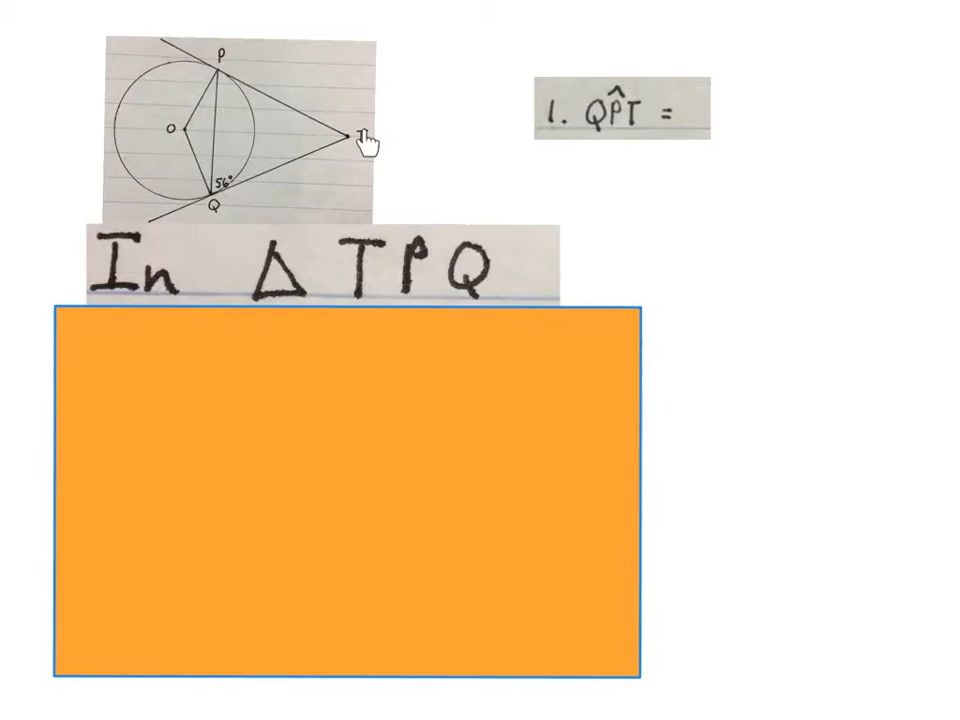 P
O
56°
Q
1. QP̂T =
In Δ TPQ